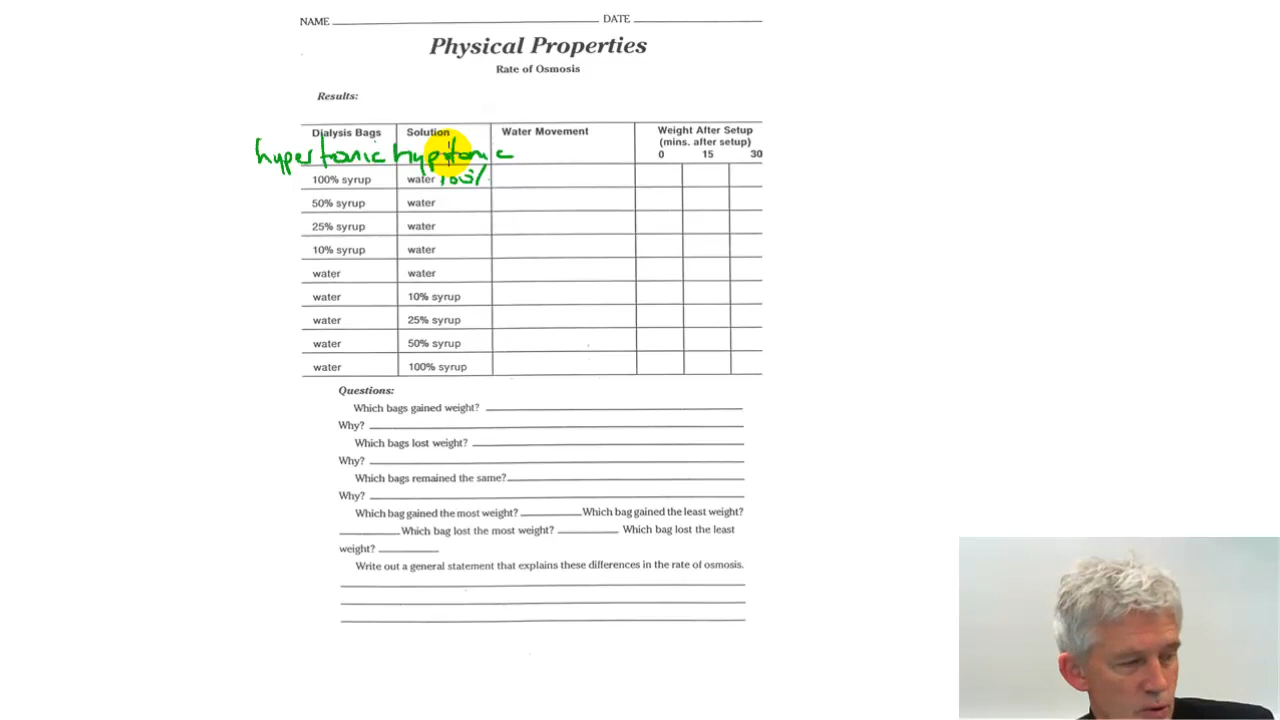 NAME DATE
Physical Properties
Rate of Osmosis
Results:
Dialysis Bags Solution Water Movement Weight After Setup
(mins. after setup)
0 15 30
hypertonic hypotonic
100% syrup water 100%
50% syrup water
25% syrup water
10% syrup water
water water
water 10% syrup
water 25% syrup
water 50% syrup
water 100% syrup
Questions:
Which bags gained weight?
Why?
Which bags lost weight?
Why?
Which bags remained the same?
Why?
Which bag gained the most weight? Which bag gained the least weight?
Which bag lost the most weight? Which bag lost the least
weight?
Write out a general statement that explains these differences in the rate of osmosis.